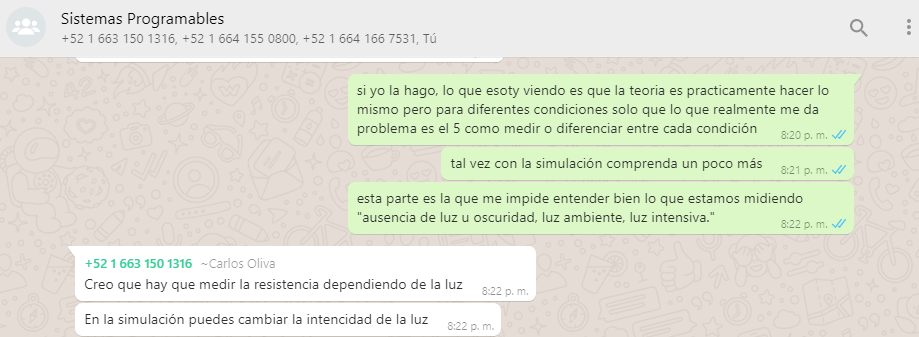 Sistemas Programables
+52 1 663 150 1316, +52 1 664 155 0800, +52 1 664 166 7531, Tú
si yo la hago, lo que esoty viendo es que la teoria es practicamente hacer lo
mismo pero para diferentes condiciones solo que lo que realmente me da
problema es el 5 como medir o diferenciar entre cada condición
8:20 p. m.
tal vez con la simulación comprenda un poco más
8:21 p. m.
esta parte es la que me impide entender bien lo que estamos midiendo
"ausencia de luz u oscuridad, luz ambiente, luz intensiva."
8:22 p. m.
+52 1 663 150 1316 ~Carlos Oliva
Creo que hay que medir la resistencia dependiendo de la luz
8:22 p. m.
En la simulación puedes cambiar la intencidad de la luz
8:22 p. m.